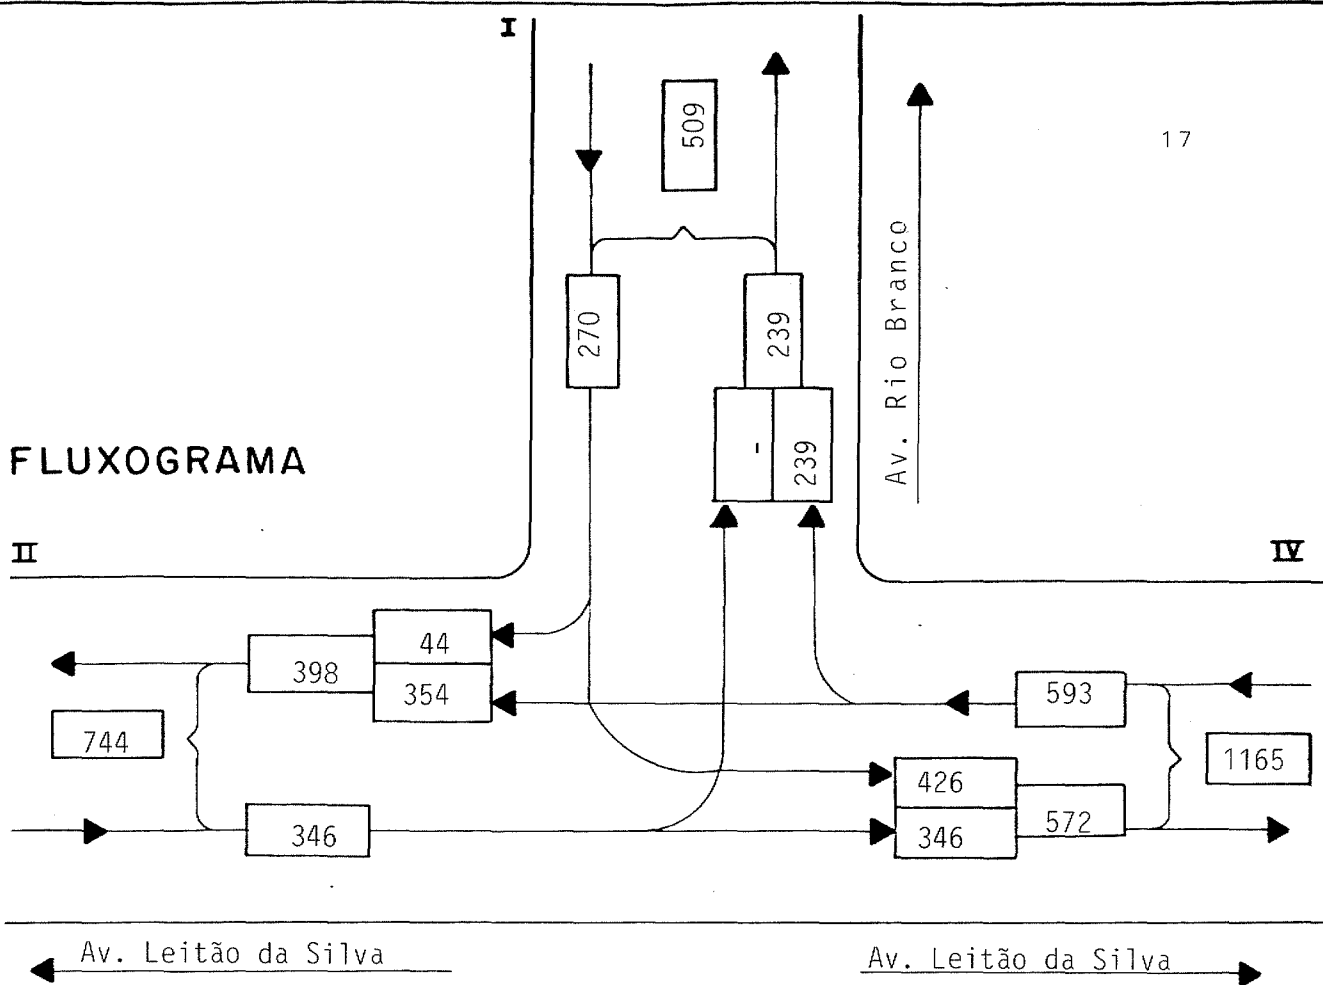 I
509
17
270
239
-
239
Av. Rio Branco
FLUXOGRAMA
II
IV
44
398
354
593
744
1165
426
346
346
572
Av. Leitão da Silva
Av. Leitão da Silva